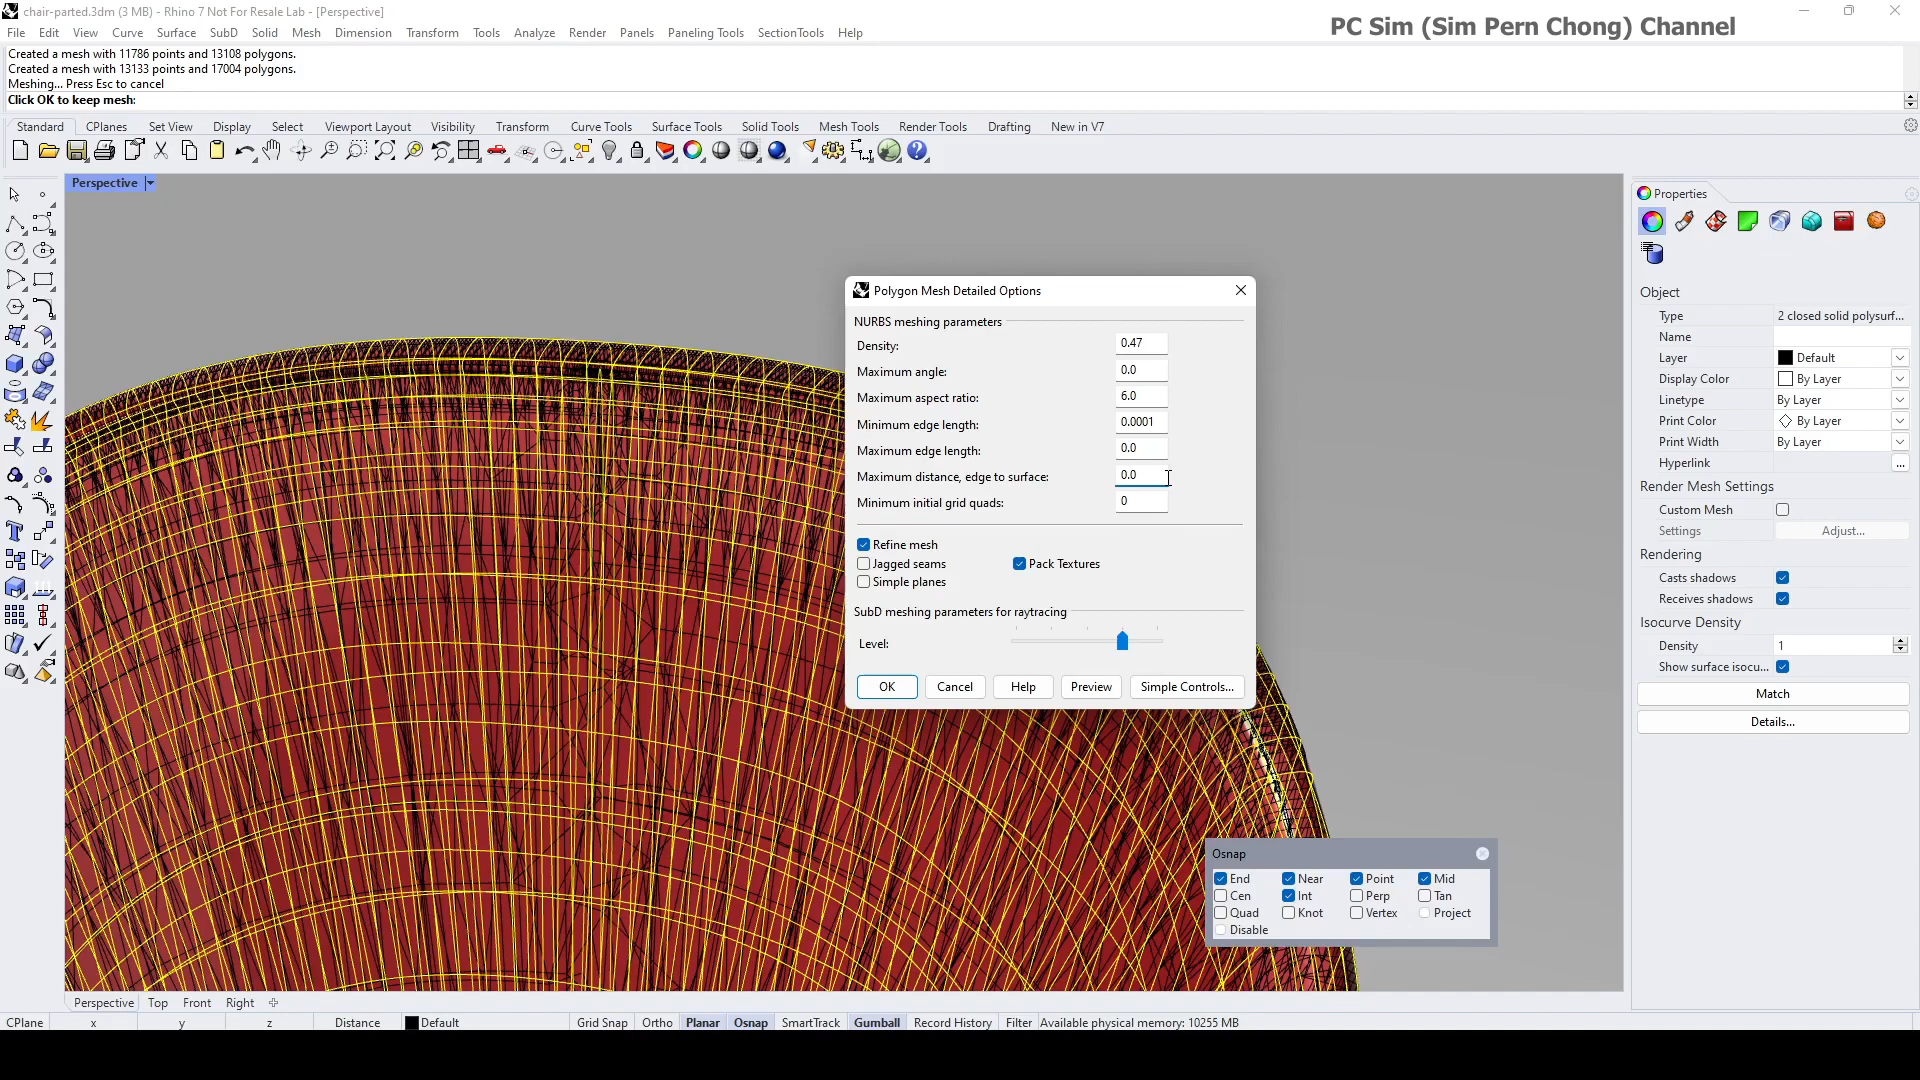 chair-parted.3dm (3 MB) - Rhino 7 Not For Resale Lab - [Perspective]
PC Sim (Sim Pern Chong) Channel
File Edit View Curve Surface SubD Solid Mesh Dimension Transform Tools Analyze Render Panels Paneling Tools SectionTools Help
Created a mesh with 11786 points and 13108 polygons.
Created a mesh with 13133 points and 17004 polygons.
Meshing... Press Esc to cancel
Click OK to keep mesh:
Standard CPlanes Set View Display Select Viewport Layout Visibility Transform Curve Tools Surface Tools Solid Tools Mesh Tools Render Tools Drafting New in V7
Perspective
Polygon Mesh Detailed Options
NURBS meshing parameters
Density: 0.47
Maximum angle: 0.0
Maximum aspect ratio: 6.0
Minimum edge length: 0.0001
Maximum edge length: 0.0
Maximum distance, edge to surface: 0.0
Minimum initial grid quads: 0
Refine mesh
Jagged seams Pack Textures
Simple planes
SubD meshing parameters for raytracing
Level:
OK Cancel Help Preview Simple Controls...
Properties
Object
Type 2 closed solid polysurf...
Name
Layer Default
Display Color By Layer
Linetype By Layer
Print Color By Layer
Print Width By Layer
Hyperlink ...
Render Mesh Settings
Custom Mesh
Settings Adjust...
Rendering
Casts shadows
Receives shadows
Isocurve Density
Density 1
Show surface isocu...
Match
Details...
Osnap
End Near Point Mid
Cen Int Perp Tan
Quad Knot Vertex Project
Disable
Perspective Top Front Right
CPlane x y z Distance Default Grid Snap Ortho Planar Osnap SmartTrack Gumball Record History Filter Available physical memory: 10255 MB